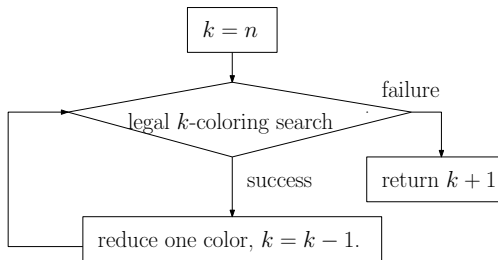 k = n
failure
legal k-coloring search
success
return k + 1
reduce one color, k = k − 1.